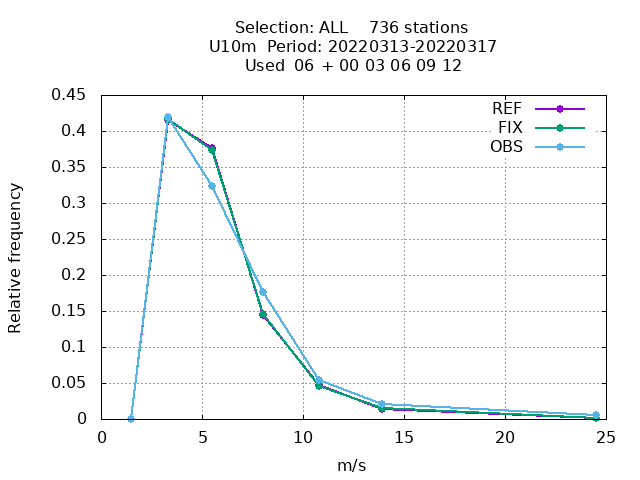 Selection: ALL    736 stations
U10m  Period: 20220313-20220317
Used  06 + 00 03 06 09 12
REF
FIX
OBS
0.45
0.4
0.35
0.3
0.25
0.2
0.15
0.1
0.05
0
Relative frequency
0 5 10 15 20 25
m/s